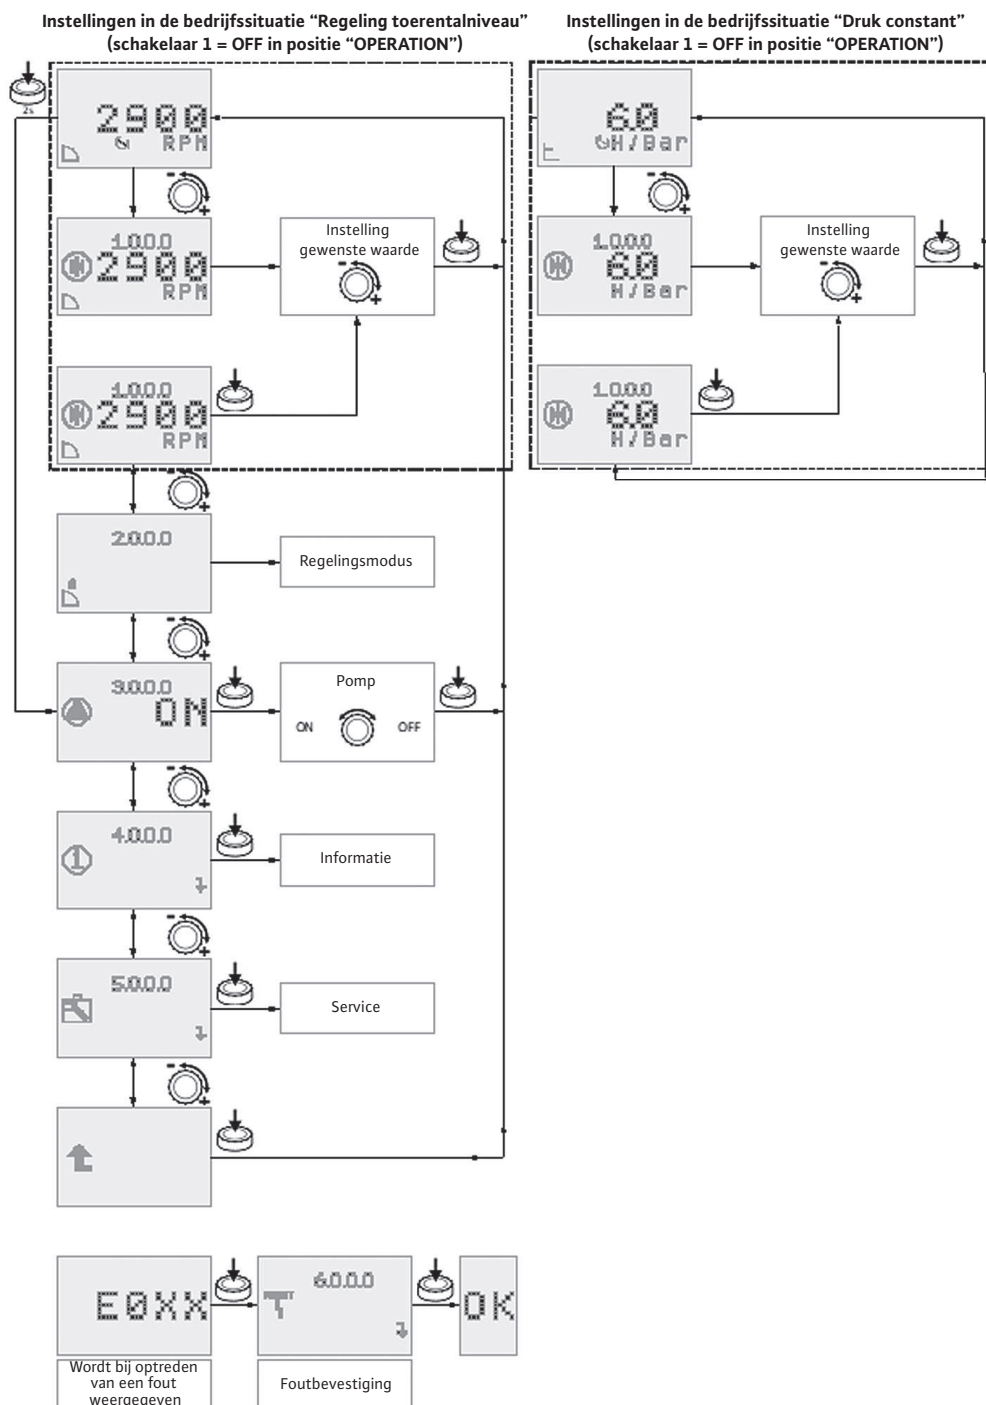 Instellingen in de bedrijfssituatie “Regeling toerentalniveau”
(schakelaar 1 = OFF in positie “OPERATION”)
2s
2900
RPM
- +
1.0.0.0
2900
RPM
Instelling
gewenste waarde
- +
1.0.0.0
2900
RPM
- +
2.0.0.0
Regelingsmodus
- +
3.0.0.0
ON
Pomp
ON OFF
- +
4.0.0.0
1
Informatie
- +
5.0.0.0
Service
- +
Instellingen in de bedrijfssituatie “Druk constant”
(schakelaar 1 = OFF in positie “OPERATION”)
6.0
H/Bar
- +
1.0.0.0
6.0
H/Bar
Instelling
gewenste waarde
- +
1.0.0.0
6.0
H/Bar
E0XX
6.0.0.0
OK
Wordt bij optreden
van een fout
weergegeven
Foutbevestiging